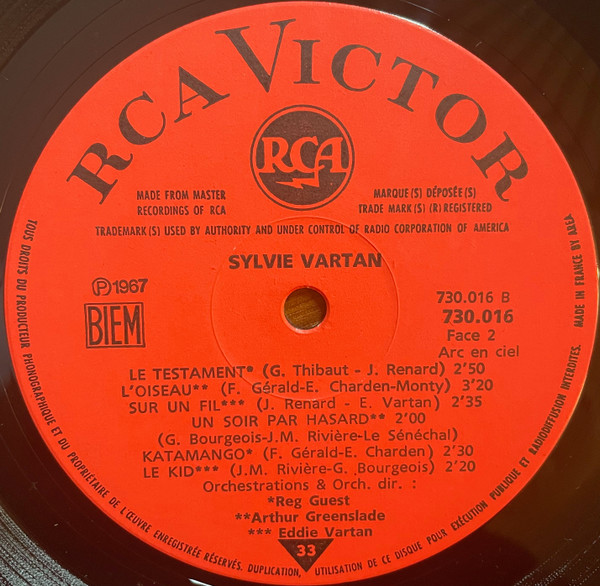 RCA VICTOR
RCA
MADE FROM MASTER
RECORDINGS OF RCA
MARQUE(S) DÉPOSÉE(S)
TRADE MARK(S) (R) REGISTERED
TRADEMARK(S) USED BY AUTHORITY AND UNDER CONTROL OF RADIO CORPORATION OF AMERICA
SYLVIE VARTAN
Ⓟ 1967
BIEM
730.016 B
730.016
Face 2
Arc en ciel
LE TESTAMENT* (G. Thibaut - J. Renard) 2'50
L'OISEAU** (F. Gérald-E. Charden-Monty) 3'20
SUR UN FIL*** (J. Renard - E. Vartan) 2'35
UN SOIR PAR HASARD** 2'00
(G. Bourgeois-J.M. Rivière-Le Sénéchal)
KATAMANGO* (F. Gérald-E. Charden) 2'30
LE KID*** (J.M. Rivière-G. Bourgeois) 2'20
Orchestrations & Orch. dir. :
*Reg Guest
**Arthur Greenslade
*** Eddie Vartan
33
TOUS DROITS DU PRODUCTEUR PHONOGRAPHIQUE ET DU PROPRIÉTAIRE DE L'ŒUVRE ENREGISTRÉE RÉSERVÉS. DUPLICATION, UTILISATION DE CE DISQUE POUR EXÉCUTION PUBLIQUE ET RADIODIFFUSION INTERDITES.
MADE IN FRANCE BY AREA